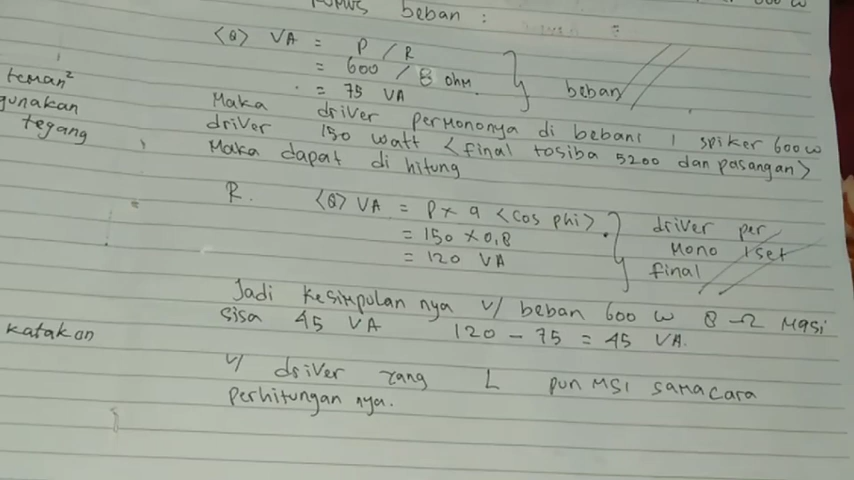 beban :
600 W
<Q> VA = P / R
= 600 / 8 ohm.
= 75 VA
beban
teman²
gunakan
tegang
Maka driver permononya di bebani 1 spiker 600 w
driver 150 watt <final tosiba 5200 dan pasangan>
Maka dapat di hitung
R. <Q> VA = P x a <cos phi>.
= 150 x 0,8
= 120 VA
driver per
Mono 1 set
final
Jadi kesimpulan nya u/ beban 600 w 8 Ω Masi
sisa 45 VA 120 - 75 = 45 VA.
katakan
u/ driver yang L pun MSI sama cara
perhitungan nya.